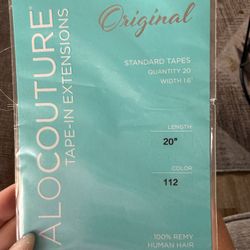 ALOCOUTURE®
TAPE-IN EXTENSIONS
Original
STANDARD TAPES
QUANTITY 20
WIDTH 1.6"
LENGTH
20"
COLOR
112
100% REMY
HUMAN HAIR